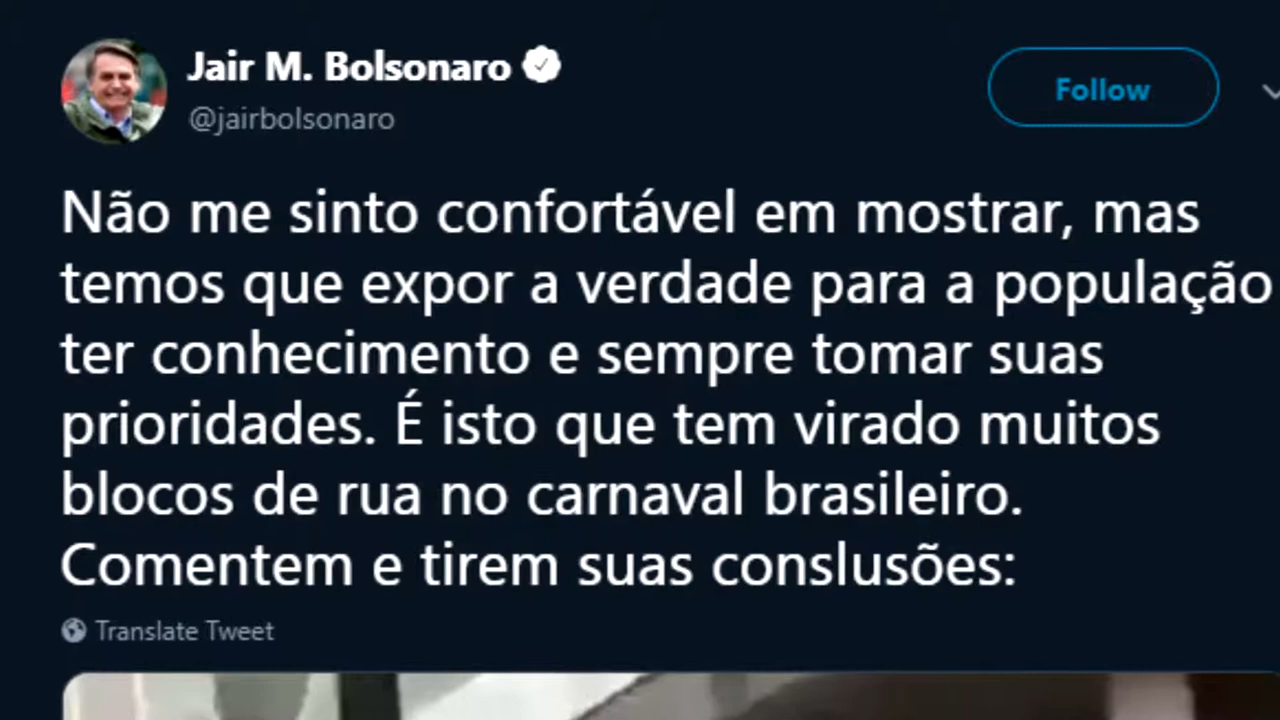 Jair M. Bolsonaro
@jairbolsonaro
Follow
Não me sinto confortável em mostrar, mas
temos que expor a verdade para a população
ter conhecimento e sempre tomar suas
prioridades. É isto que tem virado muitos
blocos de rua no carnaval brasileiro.
Comentem e tirem suas conslusões:
Translate Tweet